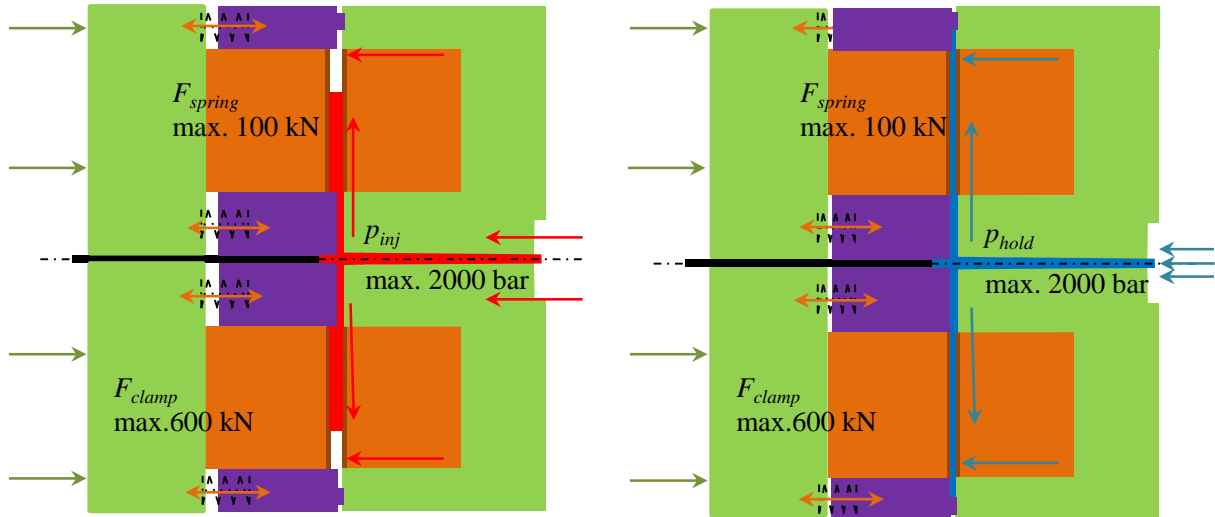 F_spring
max. 100 kN
p_inj
max. 2000 bar
F_clamp
max.600 kN
F_spring
max. 100 kN
p_hold
max. 2000 bar
F_clamp
max.600 kN